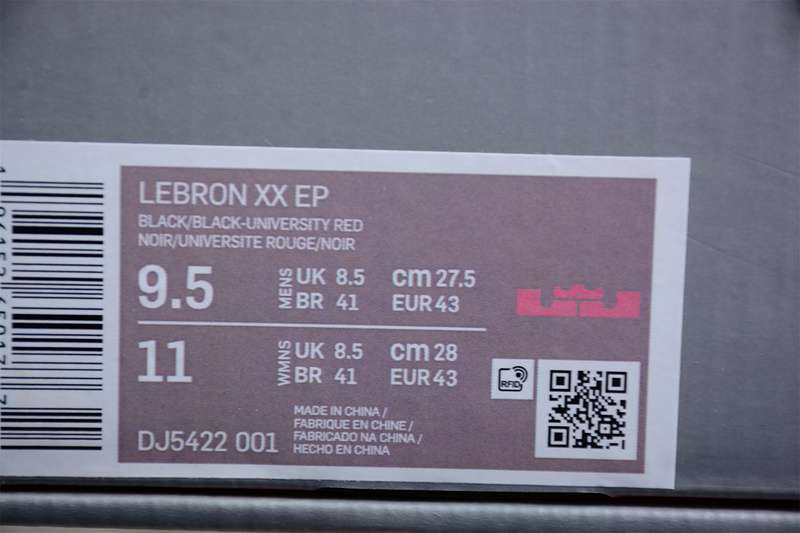 LEBRON XX EP
BLACK/BLACK-UNIVERSITY RED
NOIR/UNIVERSITE ROUGE/NOIR
9.5 MENS UK 8.5 cm 27.5
BR 41 EUR 43
11 WMNS UK 8.5 cm 28
BR 41 EUR 43
RFID
DJ5422 001
MADE IN CHINA /
FABRIQUE EN CHINE /
FABRICADO NA CHINA /
HECHO EN CHINA